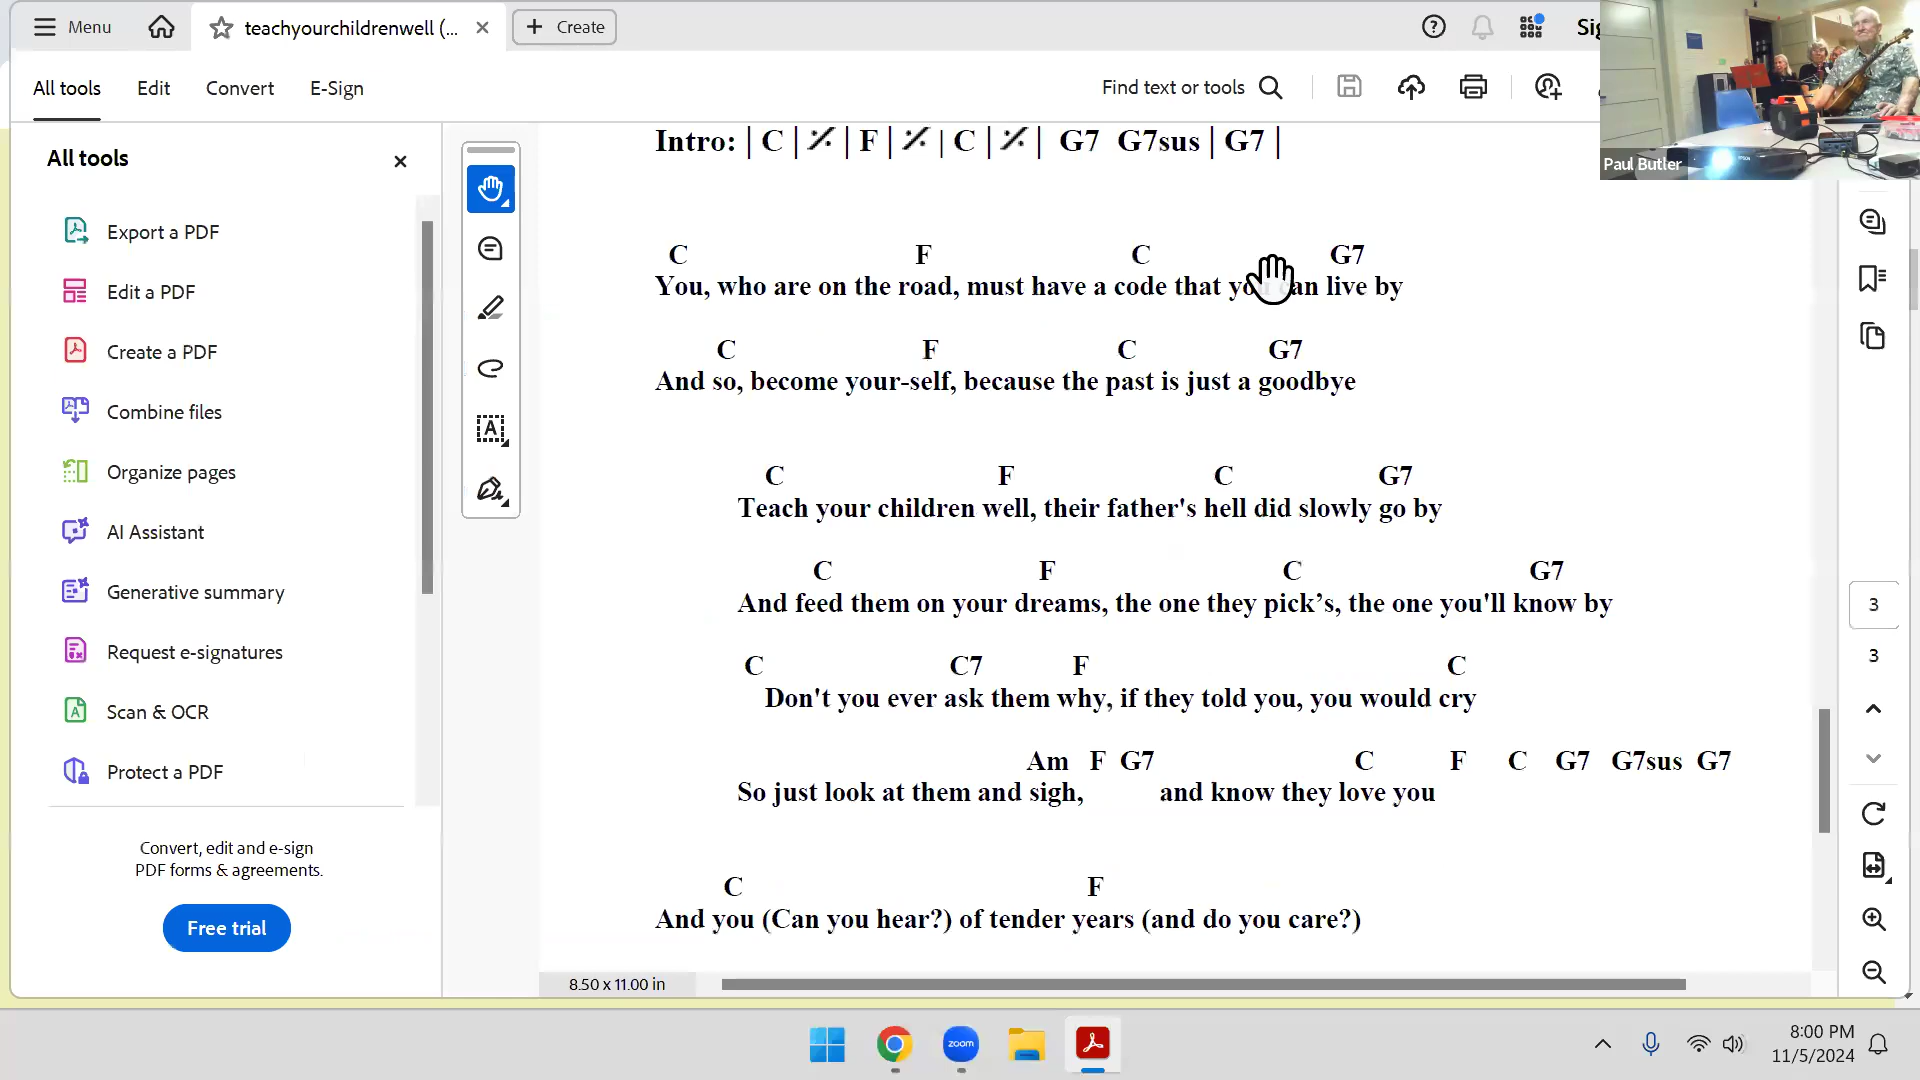 Menu
teachyourchildrenwell (...
Create
All tools
Edit
Convert
E-Sign
Find text or tools
All tools
Export a PDF
Edit a PDF
Create a PDF
Combine files
Organize pages
AI Assistant
Generative summary
Request e-signatures
Scan & OCR
Protect a PDF
Convert, edit and e-sign
PDF forms & agreements.
Free trial
Intro: | C | ٪ | F | ٪ | C | ٪ | G7 G7sus | G7 |
C F C G7
You, who are on the road, must have a code that you can live by
C F C G7
And so, become your-self, because the past is just a goodbye
C F C G7
Teach your children well, their father's hell did slowly go by
C F C G7
And feed them on your dreams, the one they pick’s, the one you'll know by
C C7 F C
Don't you ever ask them why, if they told you, you would cry
Am F G7 C F C G7 G7sus G7
So just look at them and sigh, and know they love you
C F
And you (Can you hear?) of tender years (and do you care?)
8.50 x 11.00 in
Paul Butler
3
3
zoom
8:00 PM
11/5/2024